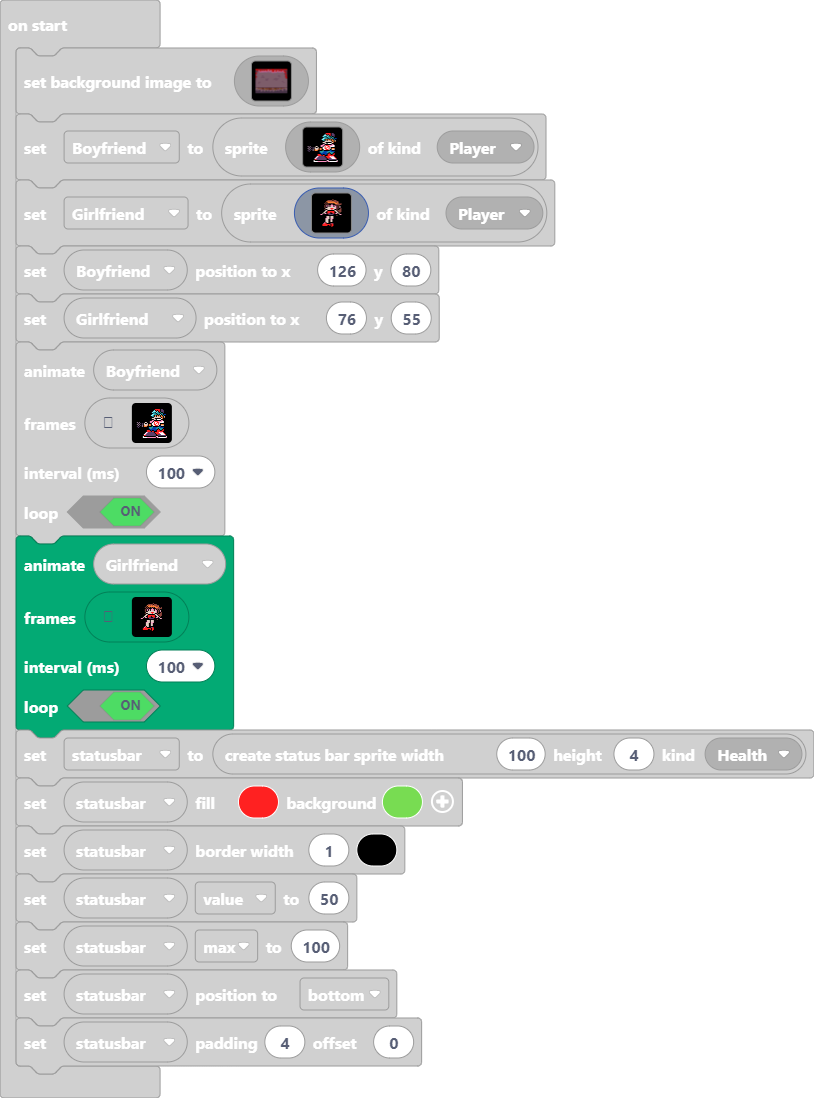 on start
set background image to
set Boyfriend to sprite of kind Player
set Girlfriend to sprite of kind Player
set Boyfriend position to x 126 y 80
set Girlfriend position to x 76 y 55
animate Boyfriend
frames
interval (ms) 100
loop ON
animate Girlfriend
frames
interval (ms) 100
loop ON
set statusbar to create status bar sprite width 100 height 4 kind Health
set statusbar fill background
set statusbar border width 1
set statusbar value to 50
set statusbar max to 100
set statusbar position to bottom
set statusbar padding 4 offset 0